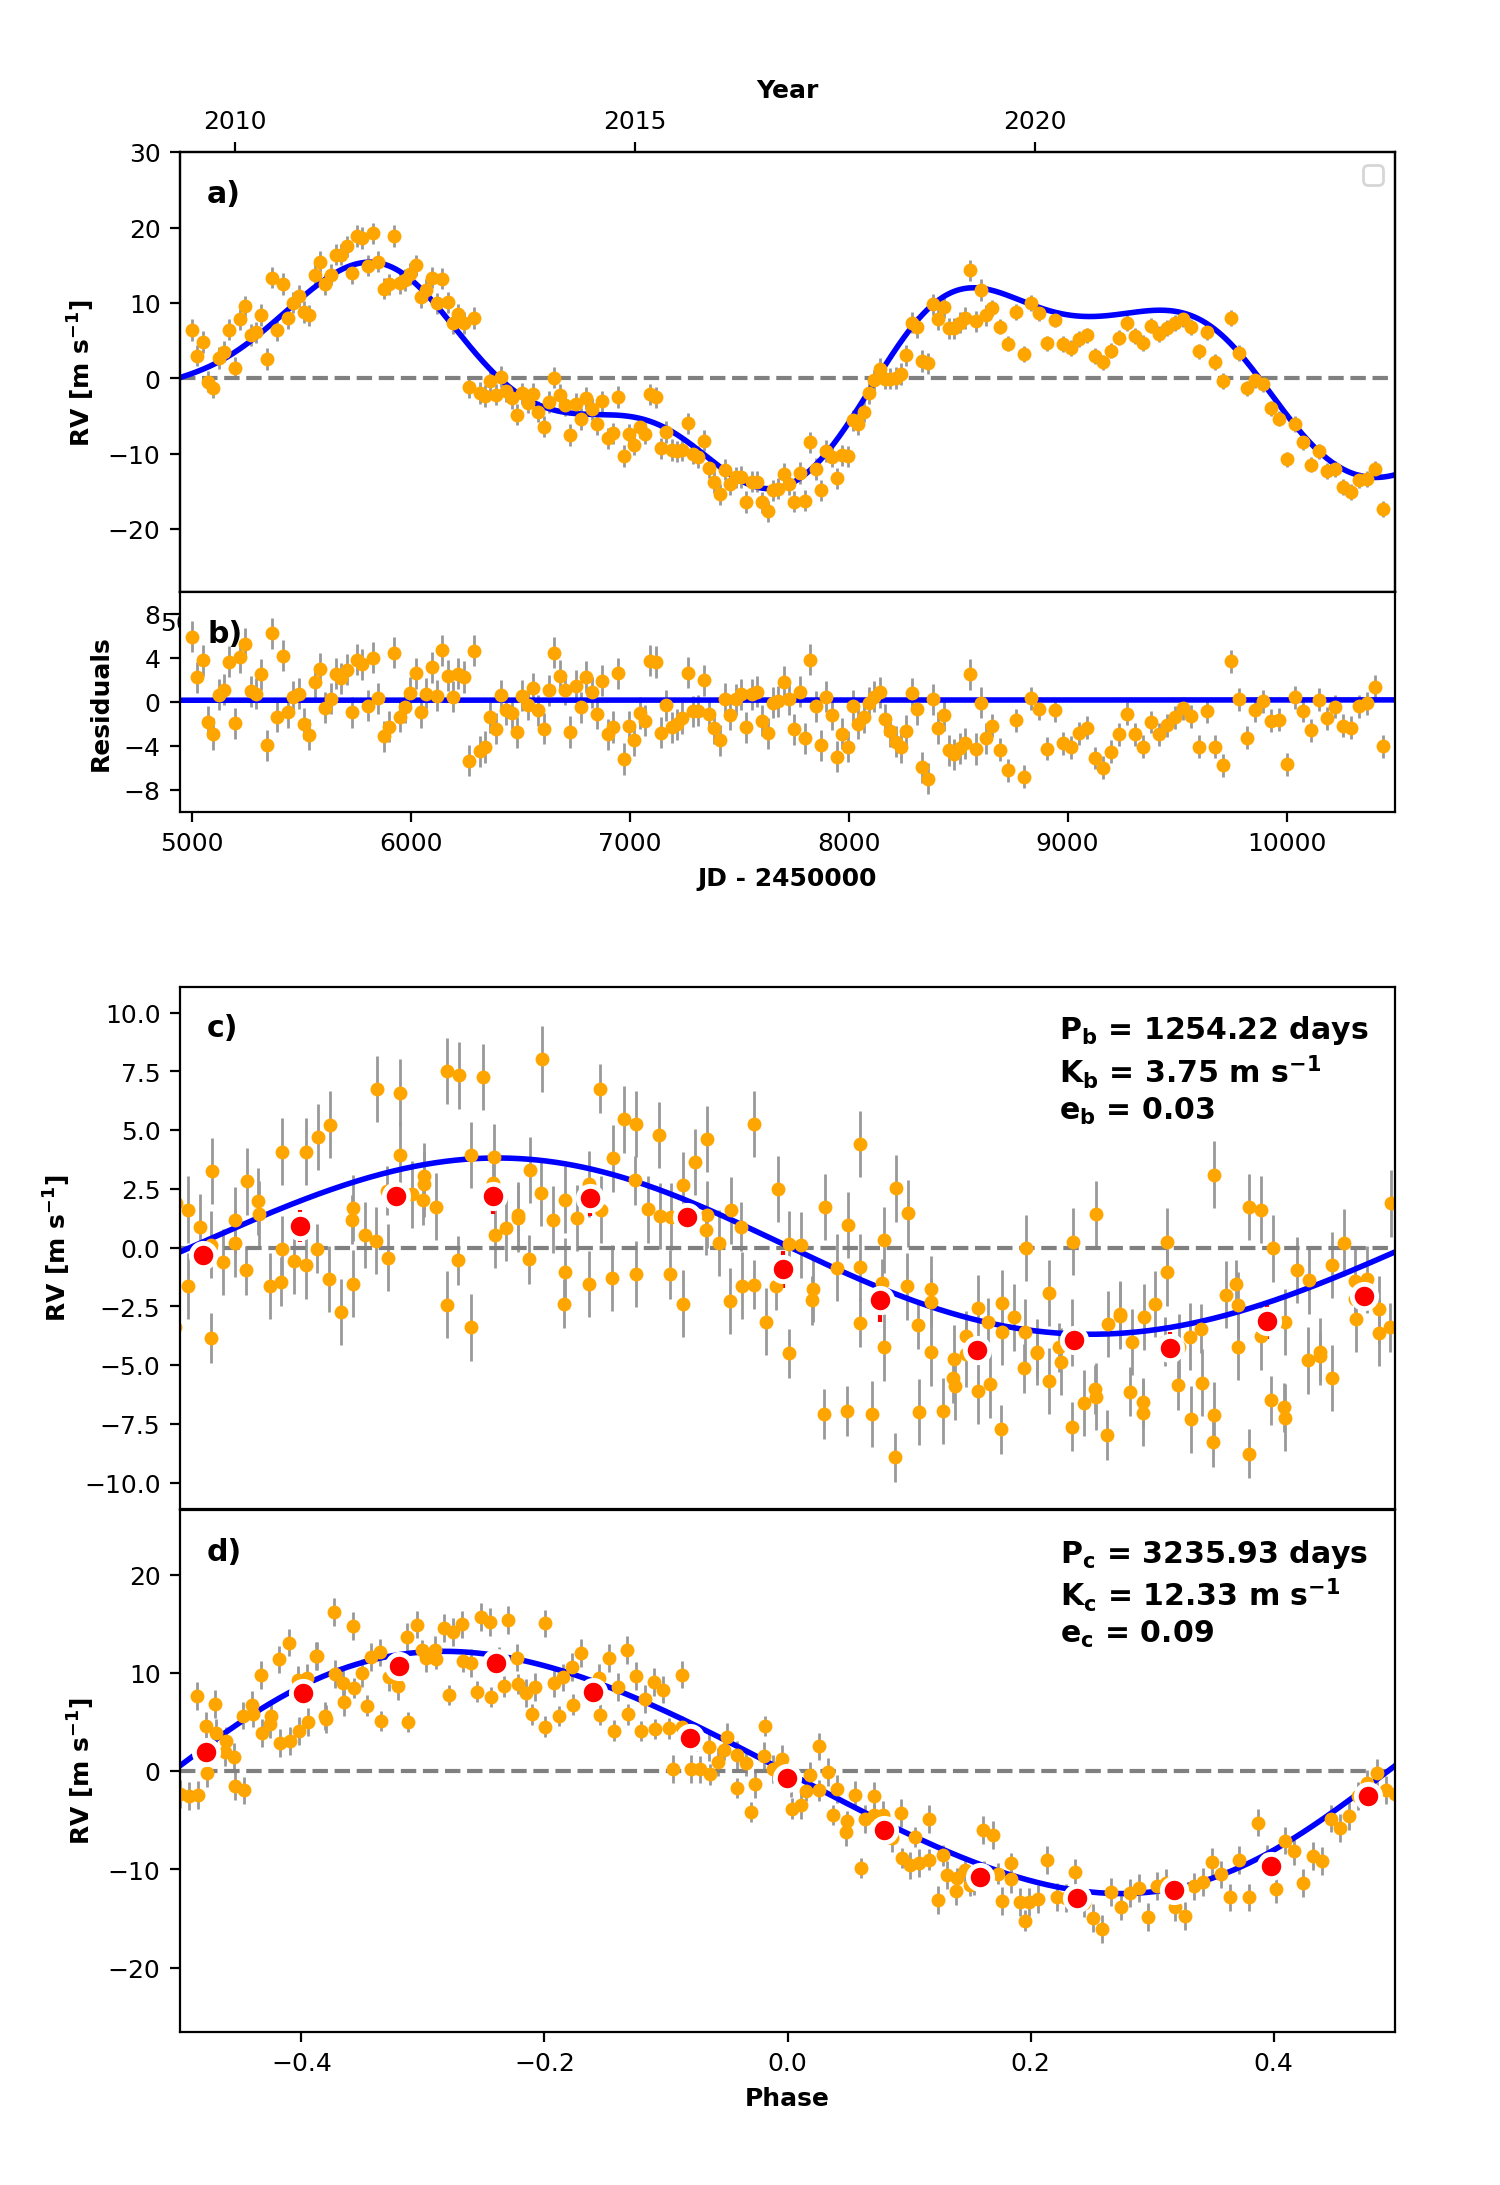 Year
2010 2015 2020
a)
30
20
10
0
−10
−20
RV [m s⁻¹]
b)
50
8
4
0
−4
−8
Residuals
5000 6000 7000 8000 9000 10000
JD - 2450000
c)
P_b = 1254.22 days
K_b = 3.75 m s⁻¹
e_b = 0.03
10.0
7.5
5.0
2.5
0.0
−2.5
−5.0
−7.5
−10.0
RV [m s⁻¹]
d)
P_c = 3235.93 days
K_c = 12.33 m s⁻¹
e_c = 0.09
20
10
0
−10
−20
RV [m s⁻¹]
−0.4 −0.2 0.0 0.2 0.4
Phase